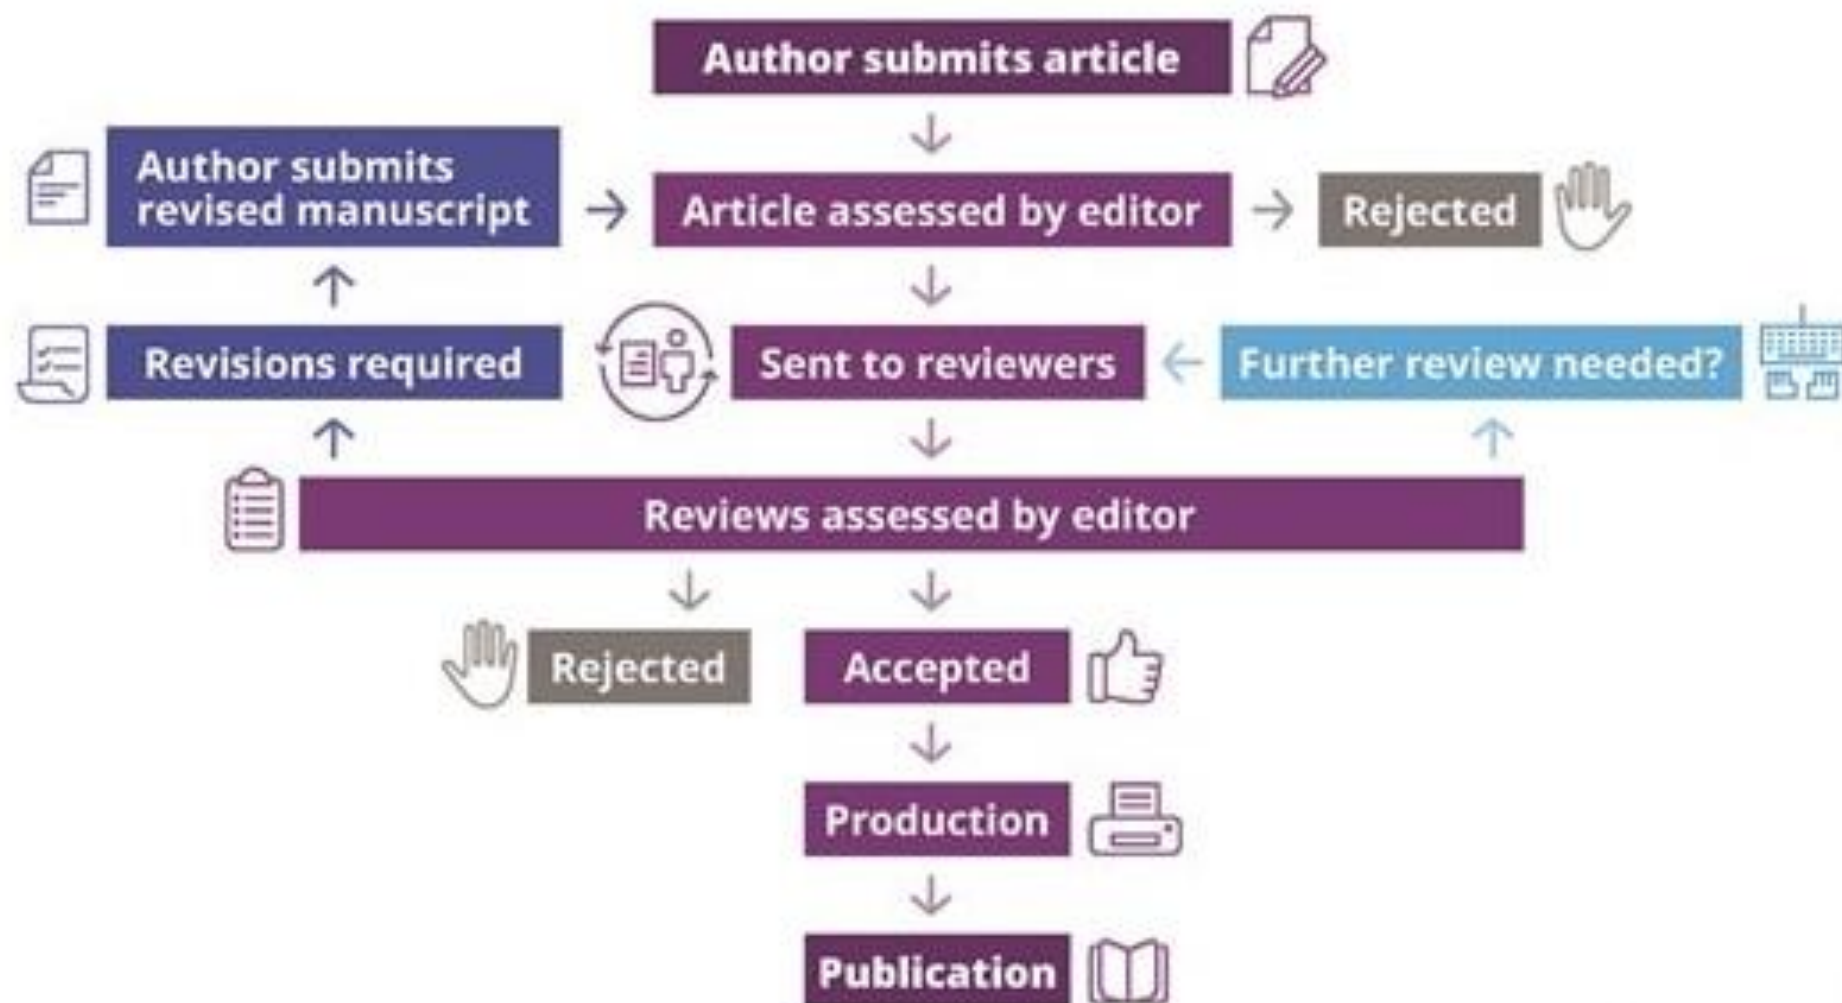 Author submits article
Author submits
revised manuscript
Article assessed by editor
Rejected
Revisions required
Sent to reviewers
Further review needed?
Reviews assessed by editor
Rejected
Accepted
Production
Publication